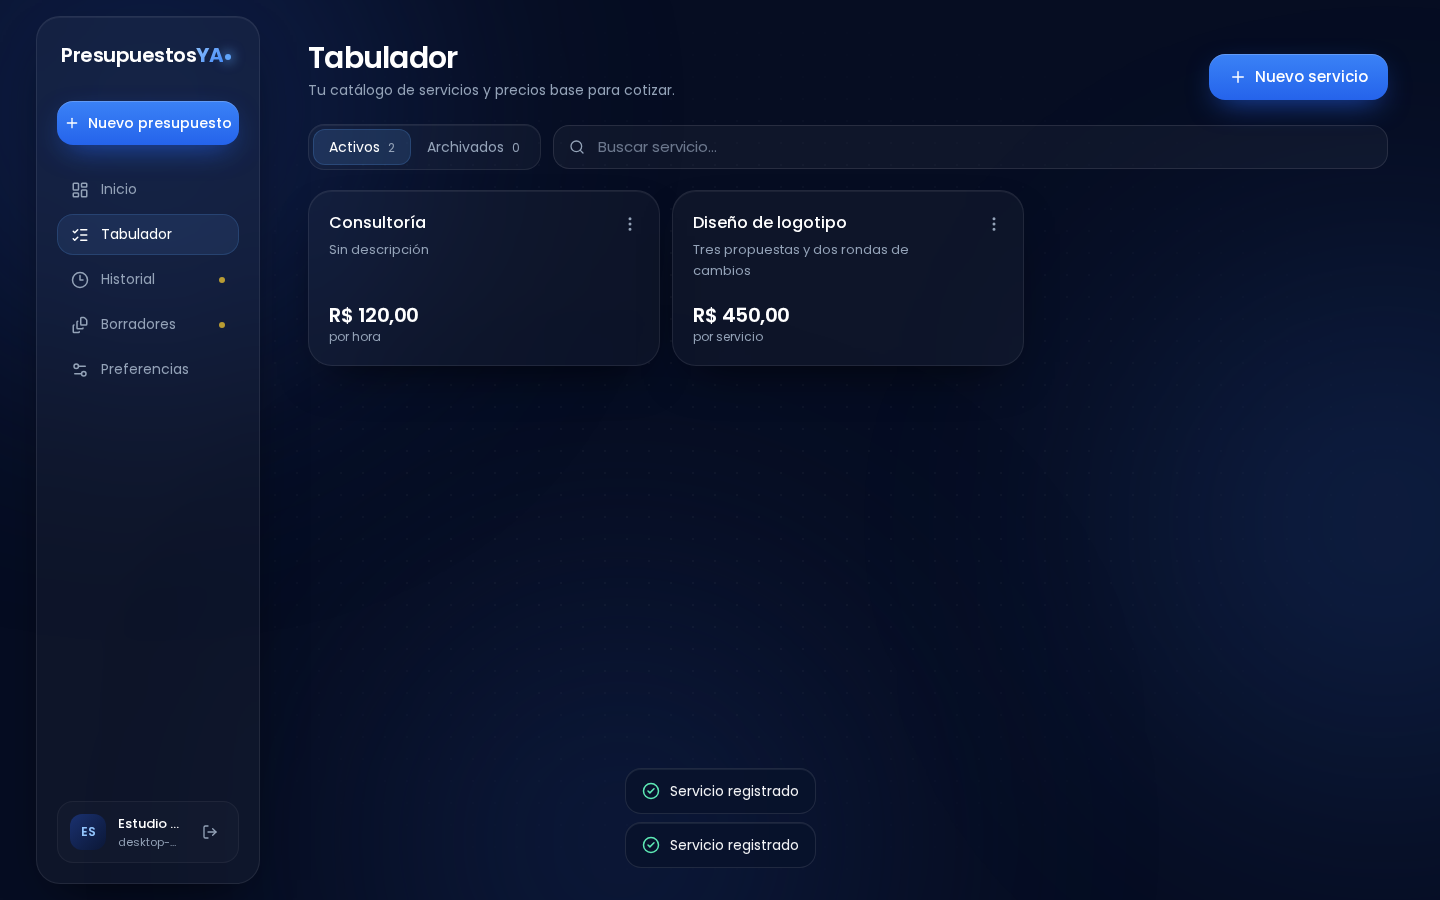 PresupuestosYA
Nuevo presupuesto
Inicio
Tabulador
Historial
Borradores
Preferencias
ES
Estudio ...
desktop-...
Tabulador
Tu catálogo de servicios y precios base para cotizar.
Nuevo servicio
Activos 2
Archivados 0
Buscar servicio...
Consultoría
Sin descripción
R$ 120,00
por hora
Diseño de logotipo
Tres propuestas y dos rondas de
cambios
R$ 450,00
por servicio
Servicio registrado
Servicio registrado